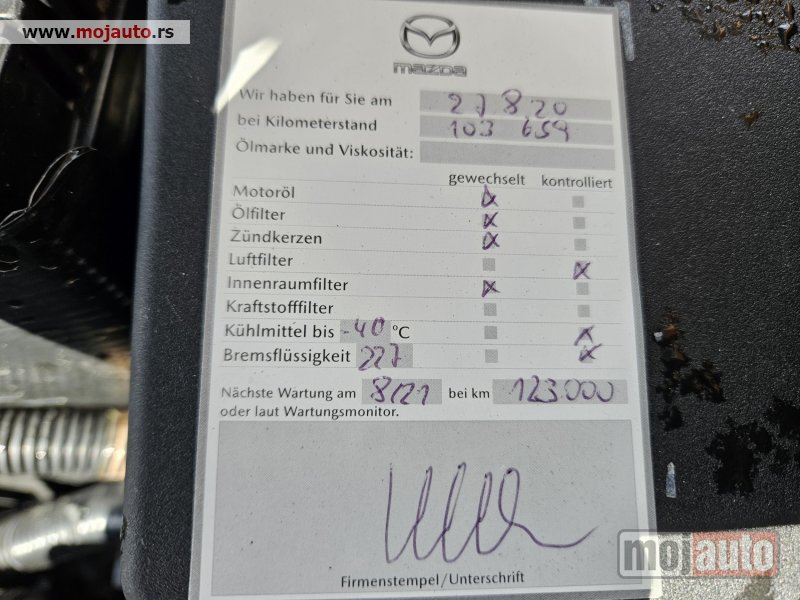 www.mojauto.rs
mazda
Wir haben für Sie am 27 8 20
bei Kilometerstand 103 659
Ölmarke und Viskosität:
gewechselt kontrolliert
Motoröl
Ölfilter
Zündkerzen
Luftfilter
Innenraumfilter
Kraftstofffilter
Kühlmittel bis -40 °C
Bremsflüssigkeit 227
Nächste Wartung am 8/21 bei km 123.000
oder laut Wartungsmonitor.
Firmenstempel/Unterschrift
mojauto